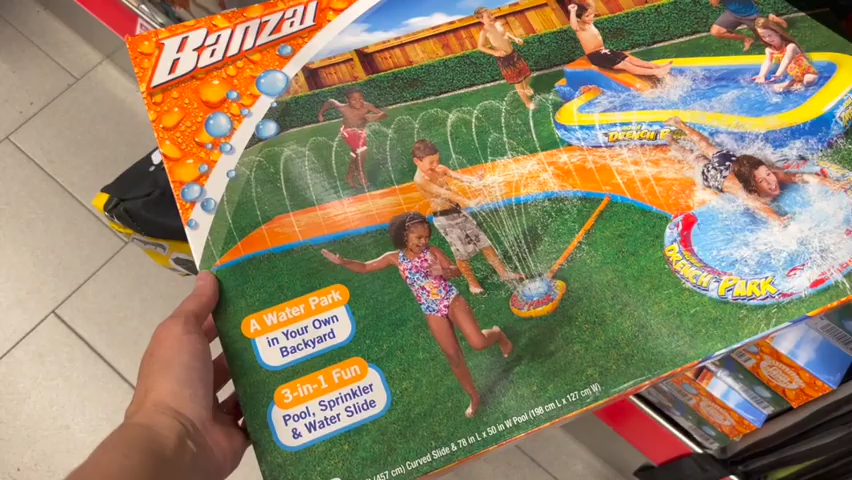 BANZAI
DRENCH
DRENCH PARK
A Water Park
in Your Own
Backyard
3-in-1 Fun
Pool, Sprinkler
& Water Slide
(457 cm) Curved Slide & 78 in L x 50 in W Pool (198 cm L x 127 cm W)